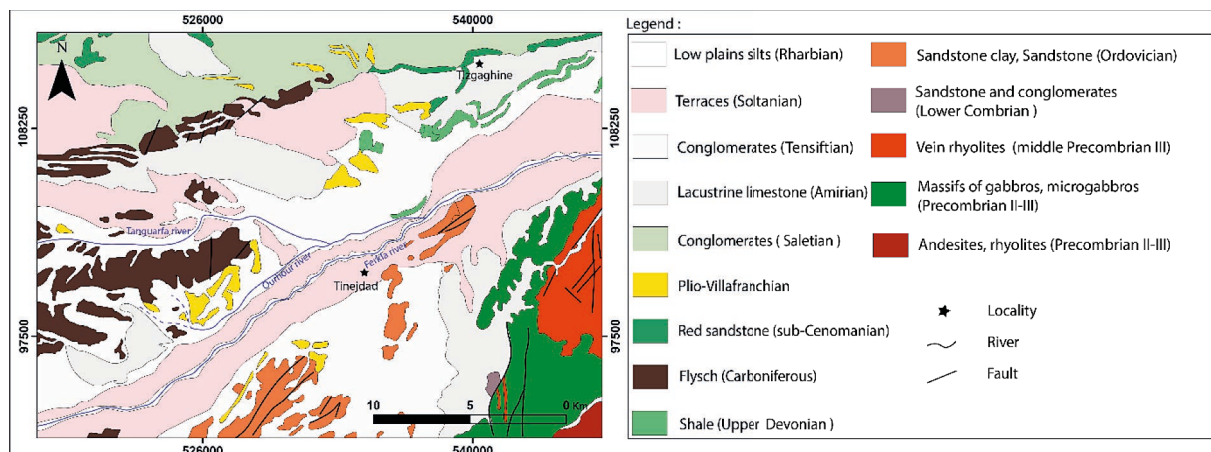 526000
540000
N
Tizgaghine
108250
108250
Tanguarfa river
Oumour river
Ferkla river
Tinejdad
97500
97500
10
5
0 Km
526000
540000
Legend :
Low plains silts (Rharbian)
Terraces (Soltanian)
Conglomerates (Tensiftian)
Lacustrine limestone (Amirian)
Conglomerates ( Saletian )
Plio-Villafranchian
Red sandstone (sub-Cenomanian)
Flysch (Carboniferous)
Shale (Upper Devonian )
Sandstone clay, Sandstone (Ordovician)
Sandstone and conglomerates
(Lower Combrian )
Vein rhyolites (middle Precombrian III)
Massifs of gabbros, microgabbros
(Precombrian II-III)
Andesites, rhyolites (Precombrian II-III)
Locality
River
Fault